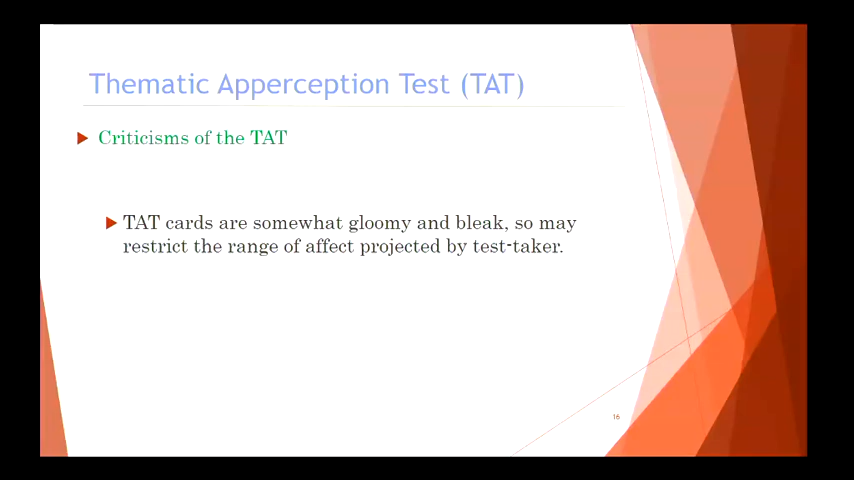 Thematic Apperception Test (TAT)
Criticisms of the TAT
TAT cards are somewhat gloomy and bleak, so may
restrict the range of affect projected by test-taker.
16